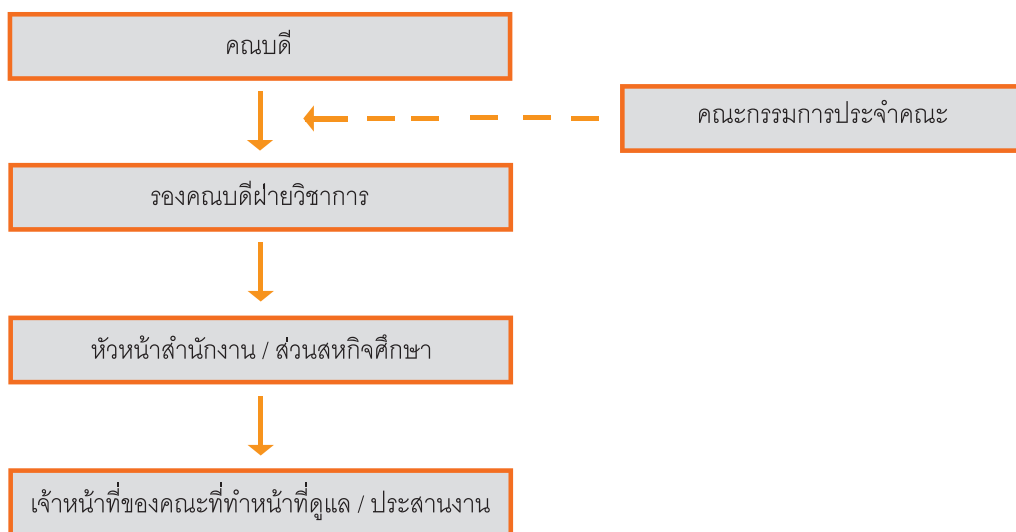 คณบดี
คณะกรรมการประจำคณะ
รองคณบดีฝ่ายวิชาการ
หัวหน้าสำนักงาน / ส่วนสหกิจศึกษา
เจ้าหน้าที่ของคณะที่ทำหน้าที่ดูแล / ประสานงาน